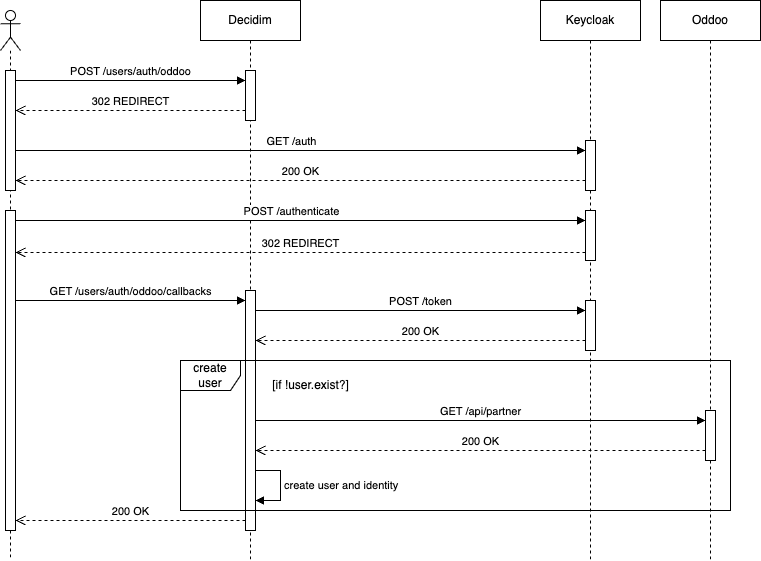 Decidim
Keycloak
Oddoo
POST /users/auth/oddoo
302 REDIRECT
GET /auth
200 OK
POST /authenticate
302 REDIRECT
GET /users/auth/oddoo/callbacks
POST /token
200 OK
create
user
[if !user.exist?]
GET /api/partner
200 OK
create user and identity
200 OK